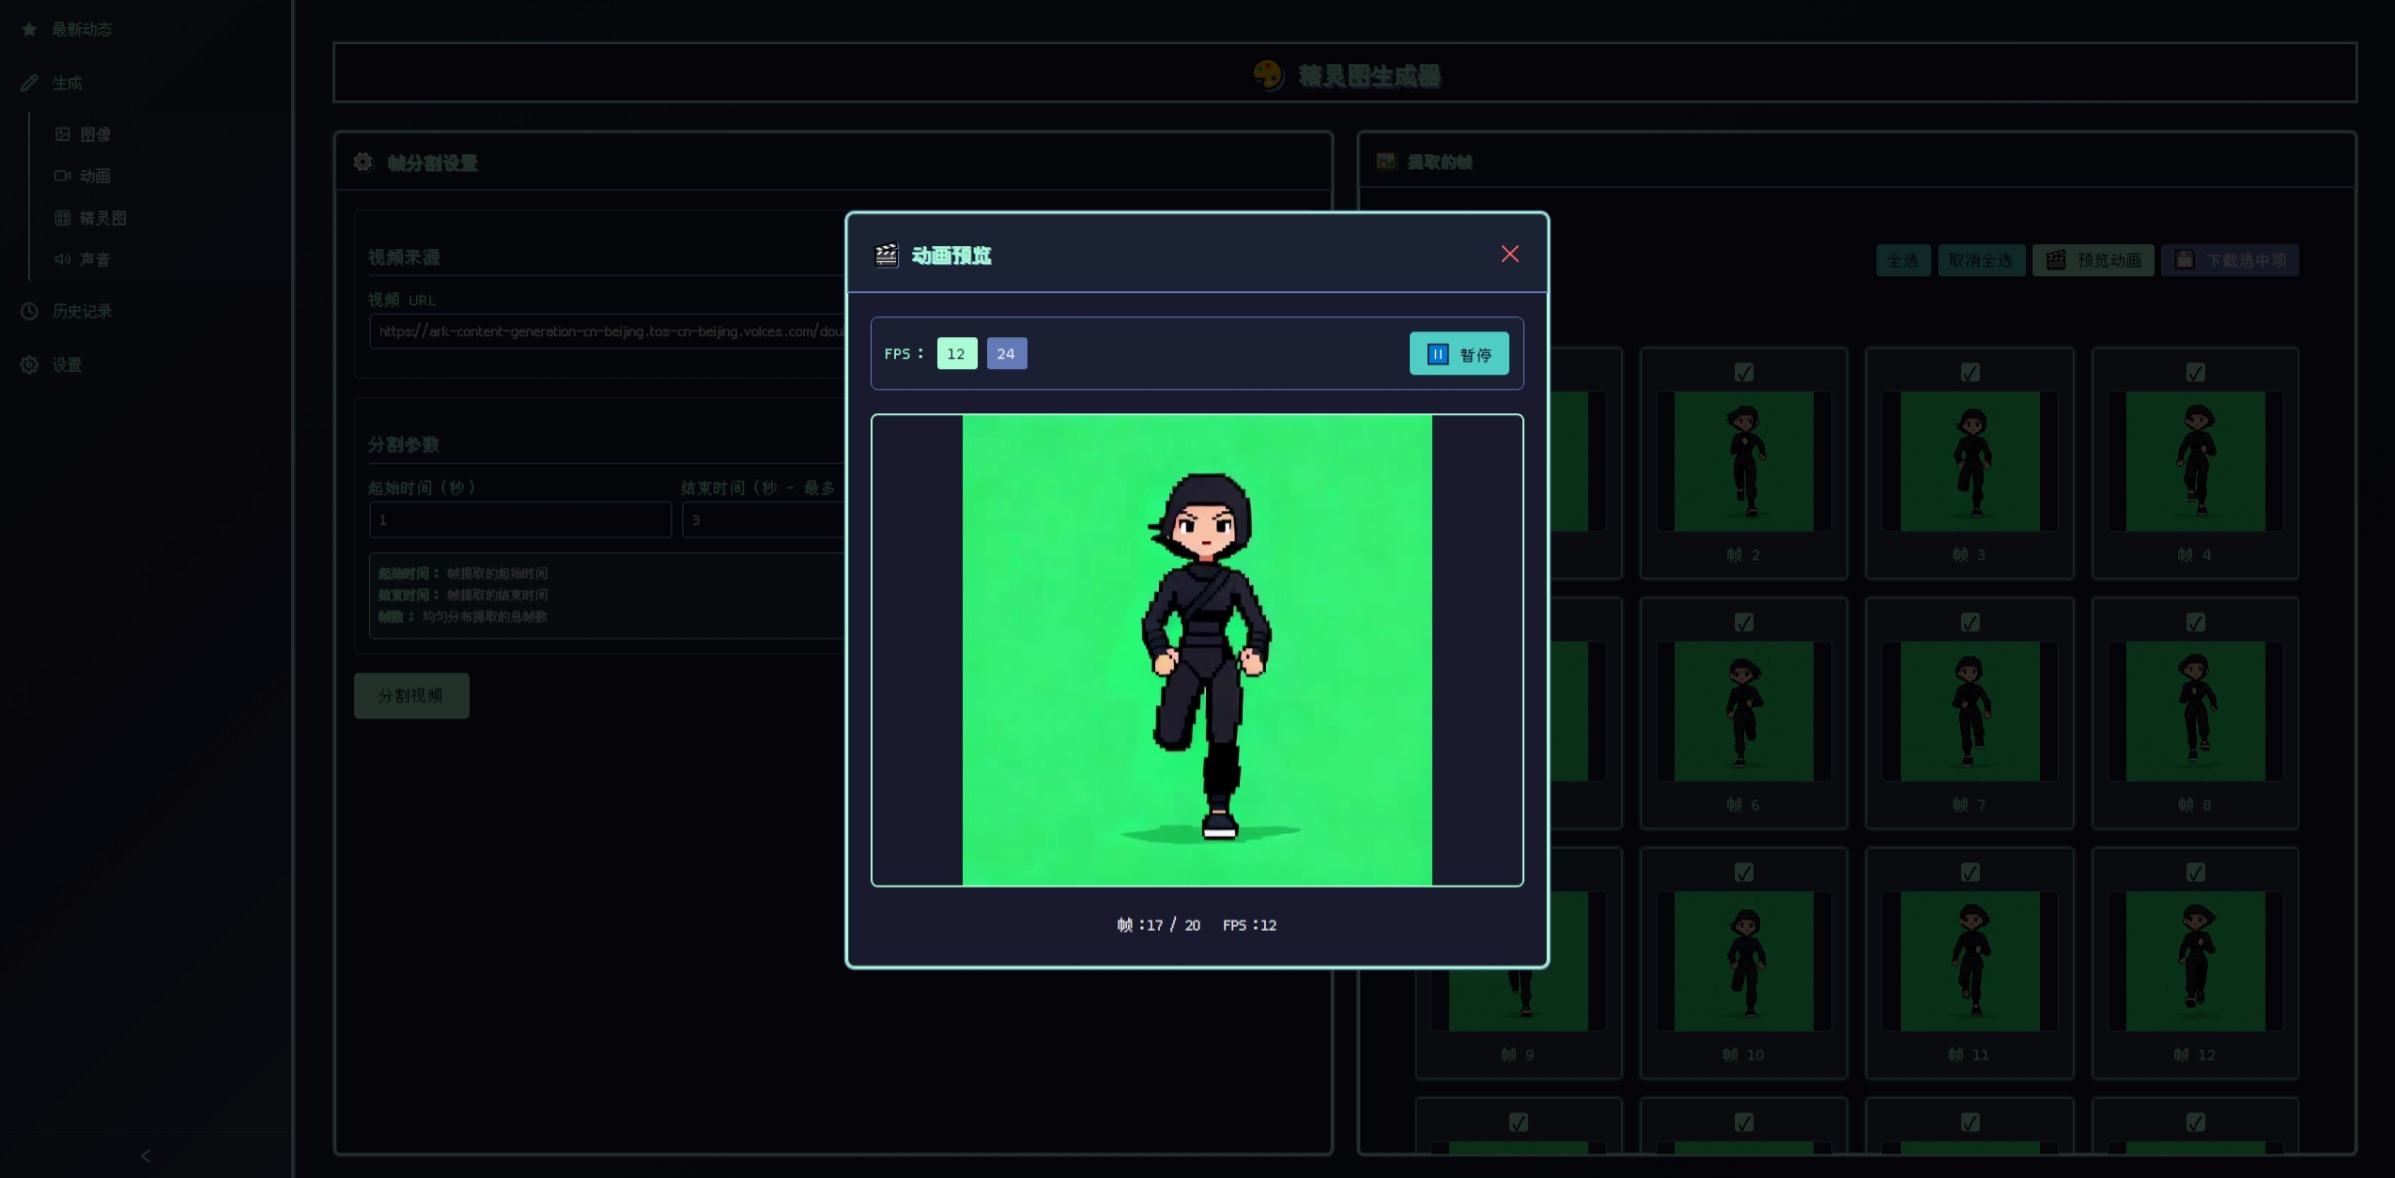 最新动态
生成
图像
动画
精灵图
声音
历史记录
设置
精灵图生成器
帧分割设置
视频来源
视频 URL
https://ark-content-generation-cn-beijing.tos-cn-beijing.volces.com/dou
分割参数
起始时间（秒）
结束时间（秒 - 最多
1
3
起始时间： 帧提取的起始时间
结束时间： 帧提取的结束时间
帧数： 均匀分布提取的总帧数
分割视频
动画预览
FPS： 12 24
暂停
帧：17 / 20 FPS：12
提取的帧
全选 取消全选 预览动画 下载选中项
帧 2 帧 3 帧 4
帧 6 帧 7 帧 8
帧 9 帧 10 帧 11 帧 12